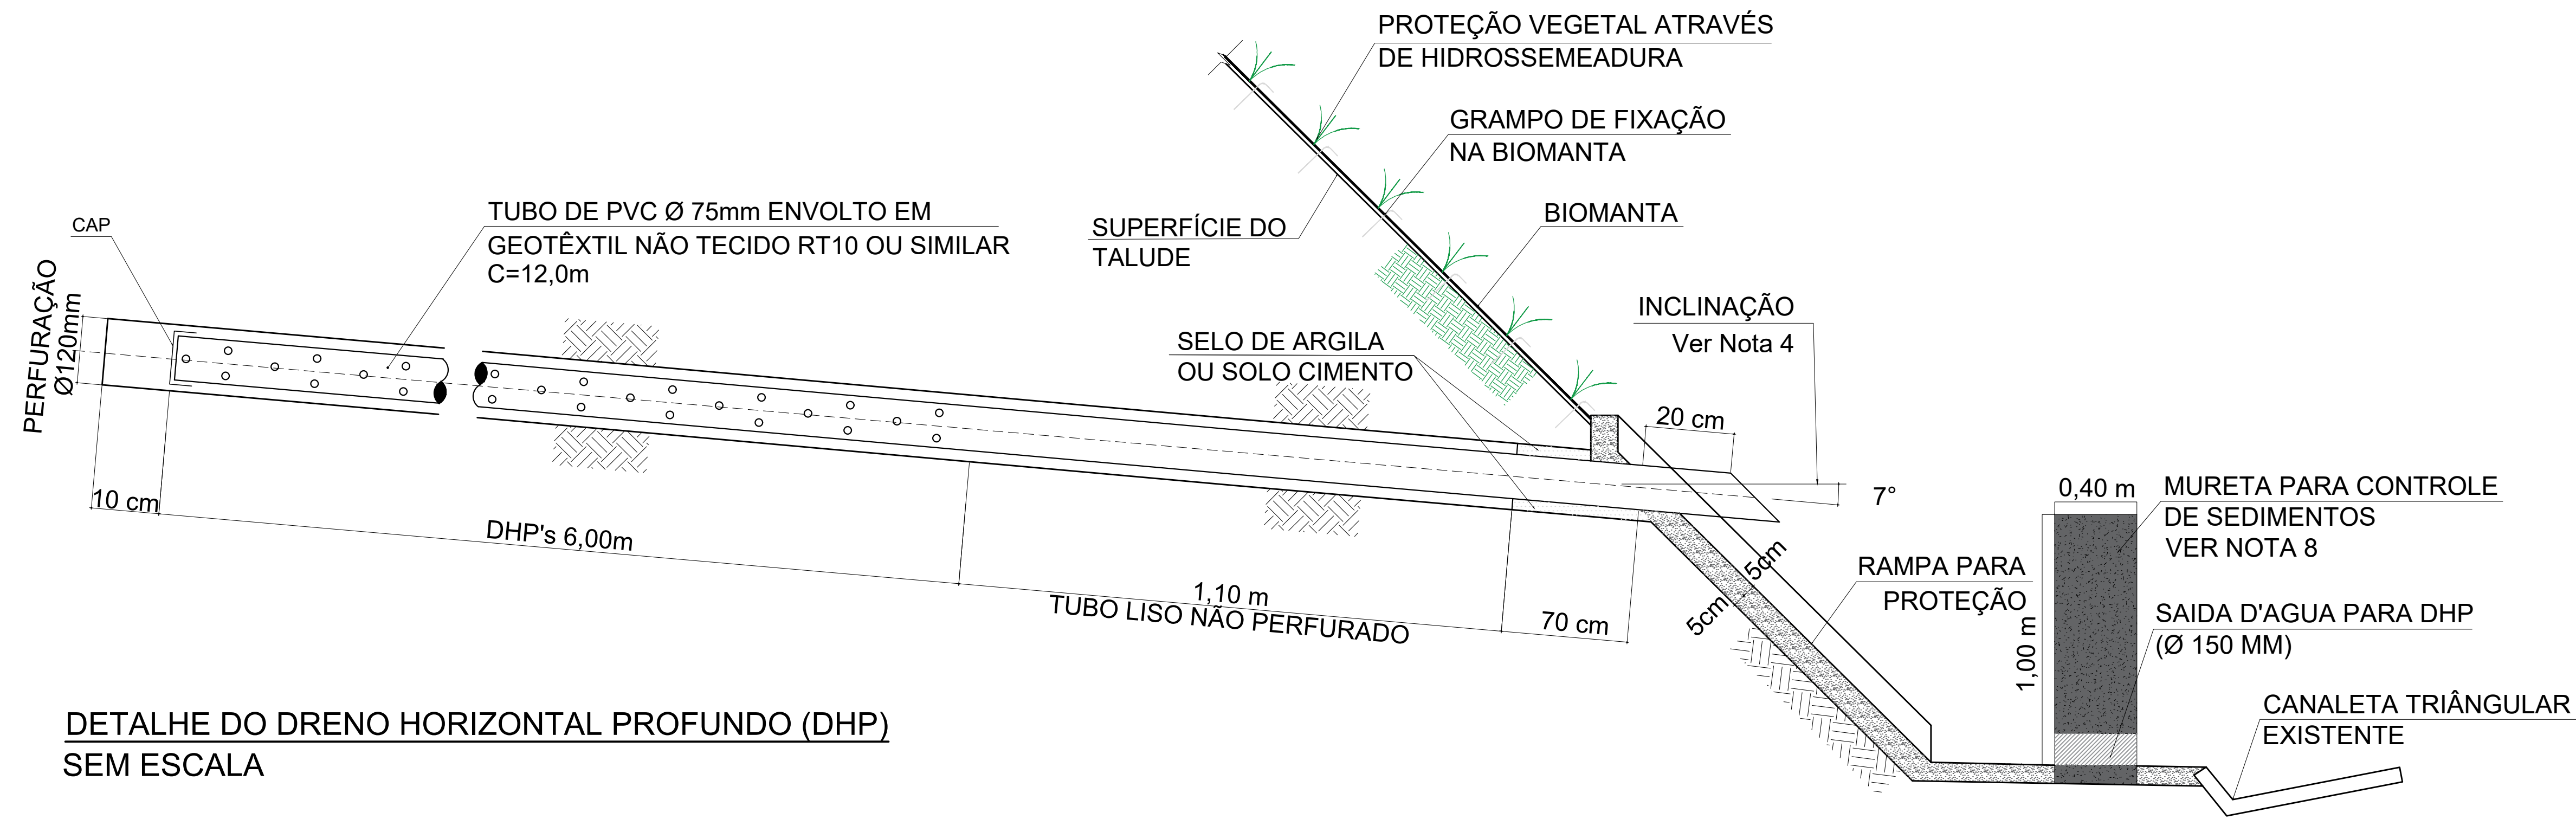 PROTEÇÃO VEGETAL ATRAVÉS
DE HIDROSSEMEADURA
GRAMPO DE FIXAÇÃO
NA BIOMANTA
BIOMANTA
SUPERFÍCIE DO
TALUDE
CAP
TUBO DE PVC Ø 75mm ENVOLTO EM
GEOTÊXTIL NÃO TECIDO RT10 OU SIMILAR
C=12,0m
PERFURAÇÃO
Ø120mm
INCLINAÇÃO
Ver Nota 4
SELO DE ARGILA
OU SOLO CIMENTO
20 cm
7°
10 cm
DHP's 6,00m
1,10 m
TUBO LISO NÃO PERFURADO
70 cm
5cm
5cm
RAMPA PARA
PROTEÇÃO
0,40 m
1,00 m
MURETA PARA CONTROLE
DE SEDIMENTOS
VER NOTA 8
SAIDA D'AGUA PARA DHP
(Ø 150 MM)
CANALETA TRIÂNGULAR
EXISTENTE
DETALHE DO DRENO HORIZONTAL PROFUNDO (DHP)
SEM ESCALA